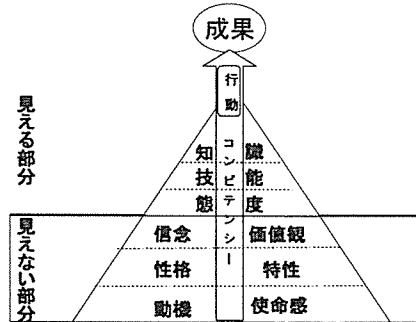 成果
行動
コンピテンシー
見える部分
知識
技能
態度
見えない部分
信念 価値観
性格 特性
動機 使命感